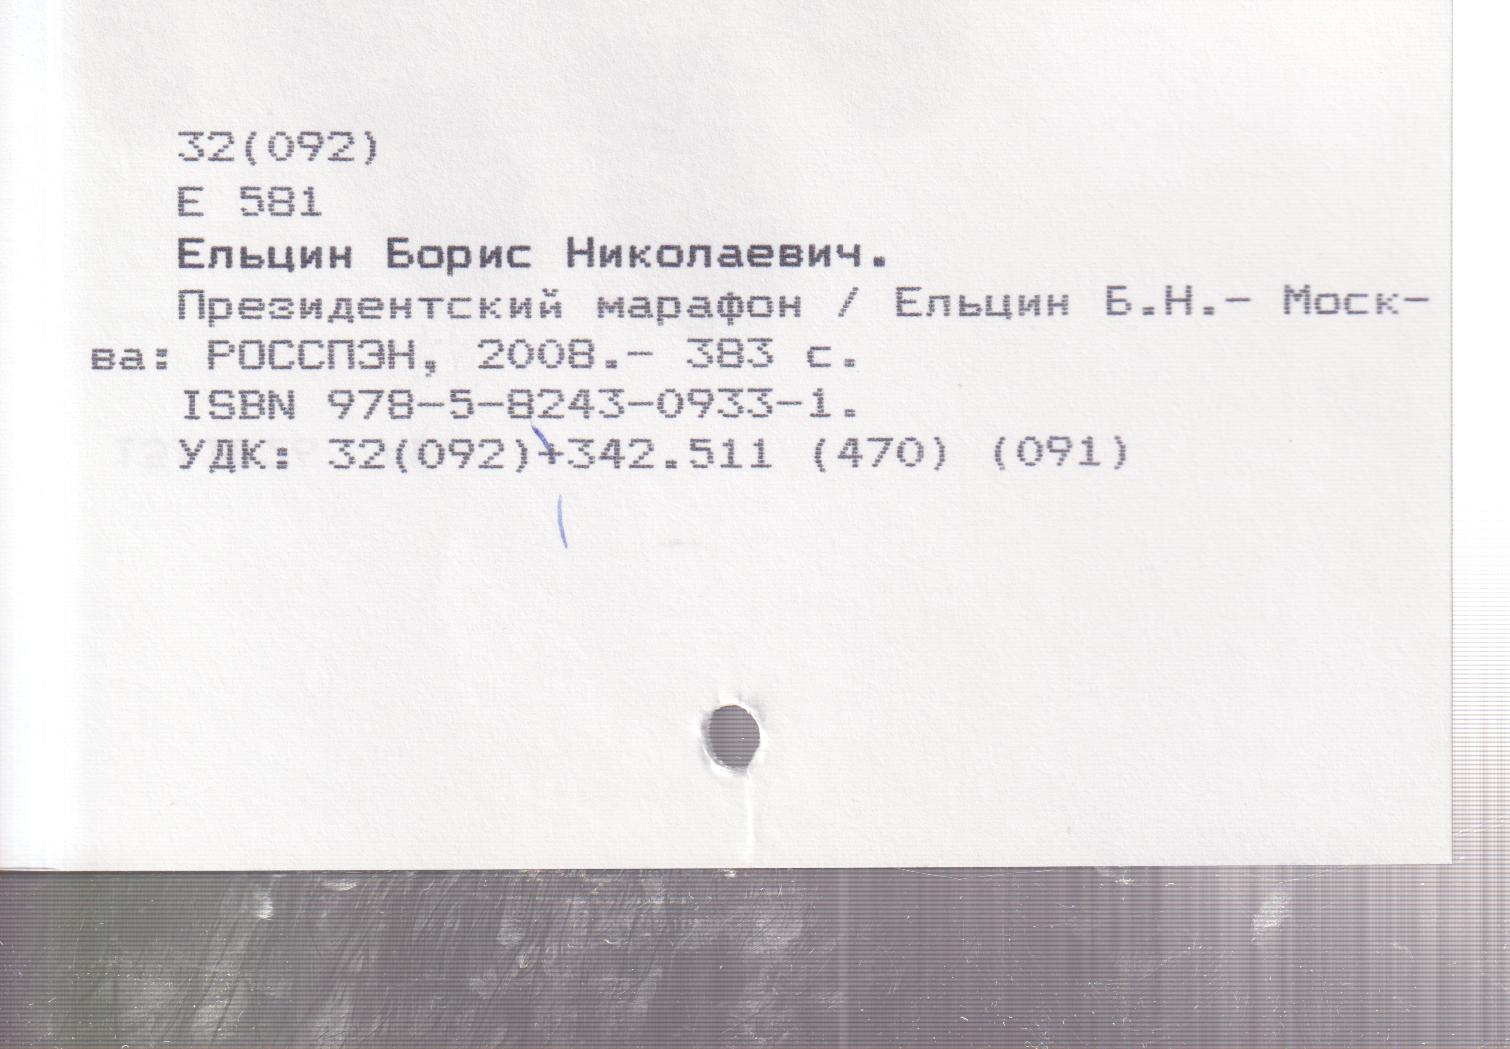 32(092)
Е 581
Ельцин Борис Николаевич.
Президентский марафон / Ельцин Б.Н.- Моск-
ва: РОССПЭН, 2008.- 383 с.
ISBN 978-5-8243-0933-1.
УДК: 32(092)+342.511 (470) (091)